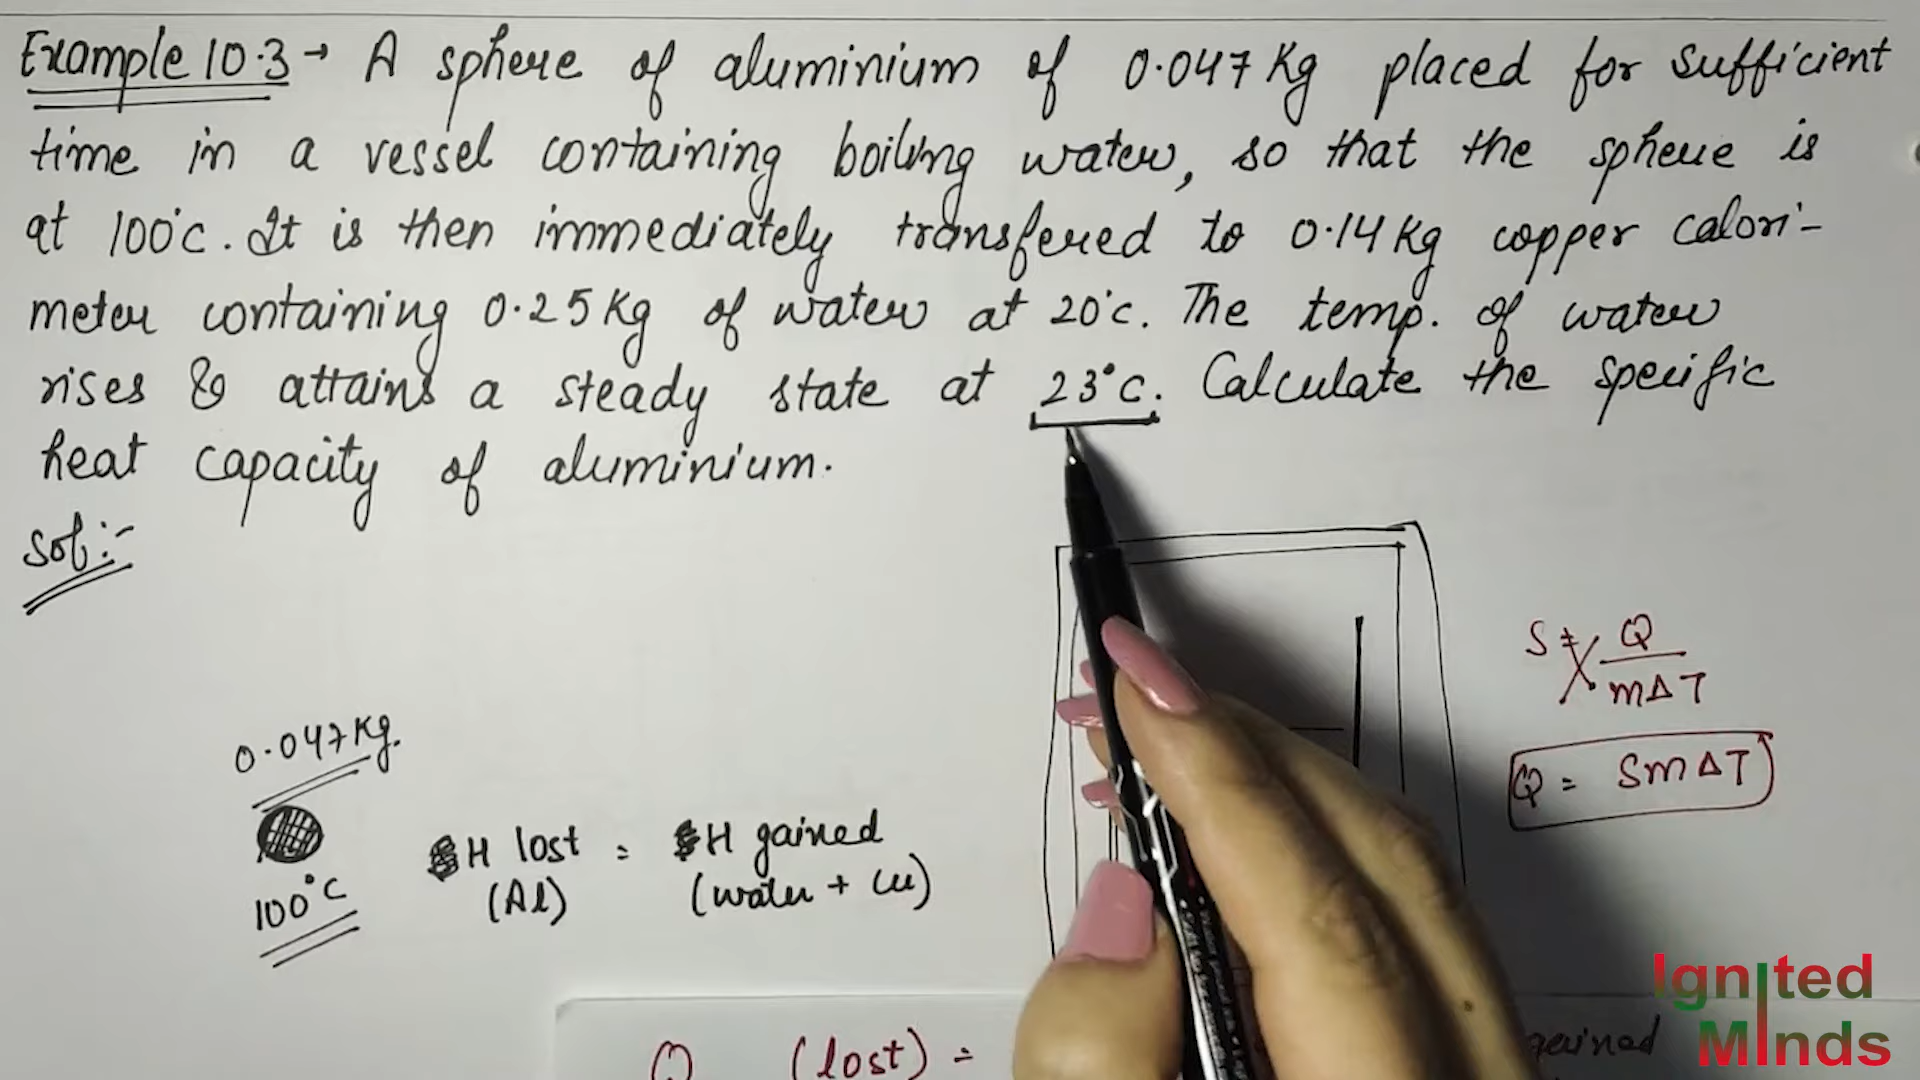 Example 10.3 → A sphere of aluminium of 0.047 Kg placed for sufficient
time in a vessel containing boiling water, so that the sphere is
at 100°C. It is then immediately transfered to 0.14 Kg copper calori-
meter containing 0.25 Kg of water at 20°C. The temp. of water
rises & attains a steady state at 23°C. Calculate the specific
heat capacity of aluminium.
Sol:-
S = Q / m∆T
Q = Sm∆T
0.047 Kg.
100°C
H lost = H gained
(Al) (water + Cu)
Q (lost) = gained
Ignited
Minds